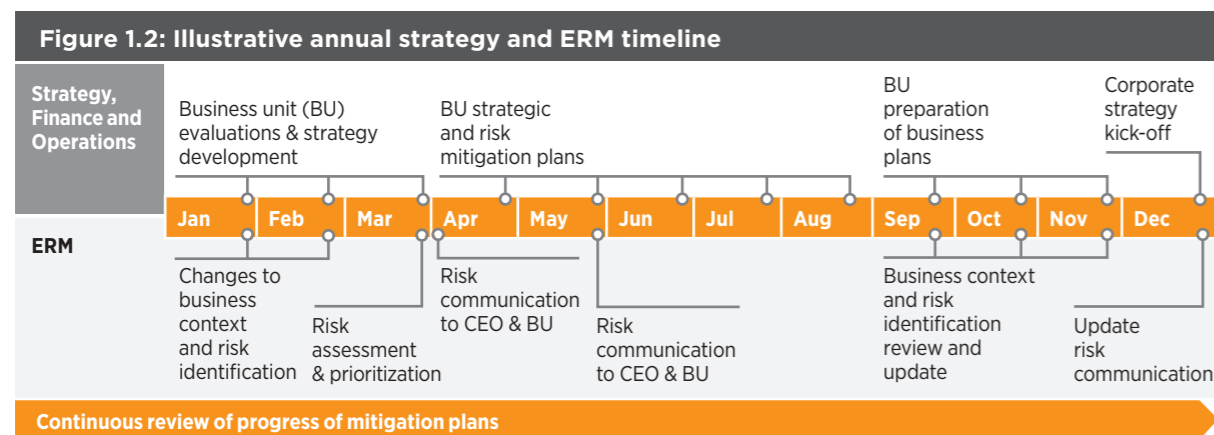 Figure 1.2: Illustrative annual strategy and ERM timeline
Strategy,
Finance and
Operations
Business unit (BU)
evaluations & strategy
development
BU strategic
and risk
mitigation plans
BU
preparation
of business
plans
Corporate
strategy
kick-off
Jan Feb Mar Apr May Jun Jul Aug Sep Oct Nov Dec
ERM
Changes to
business
context
and risk
identification
Risk
assessment
& prioritization
Risk
communication
to CEO & BU
Risk
communication
to CEO & BU
Business context
and risk
identification
review and
update
Update
risk
communication
Continuous review of progress of mitigation plans